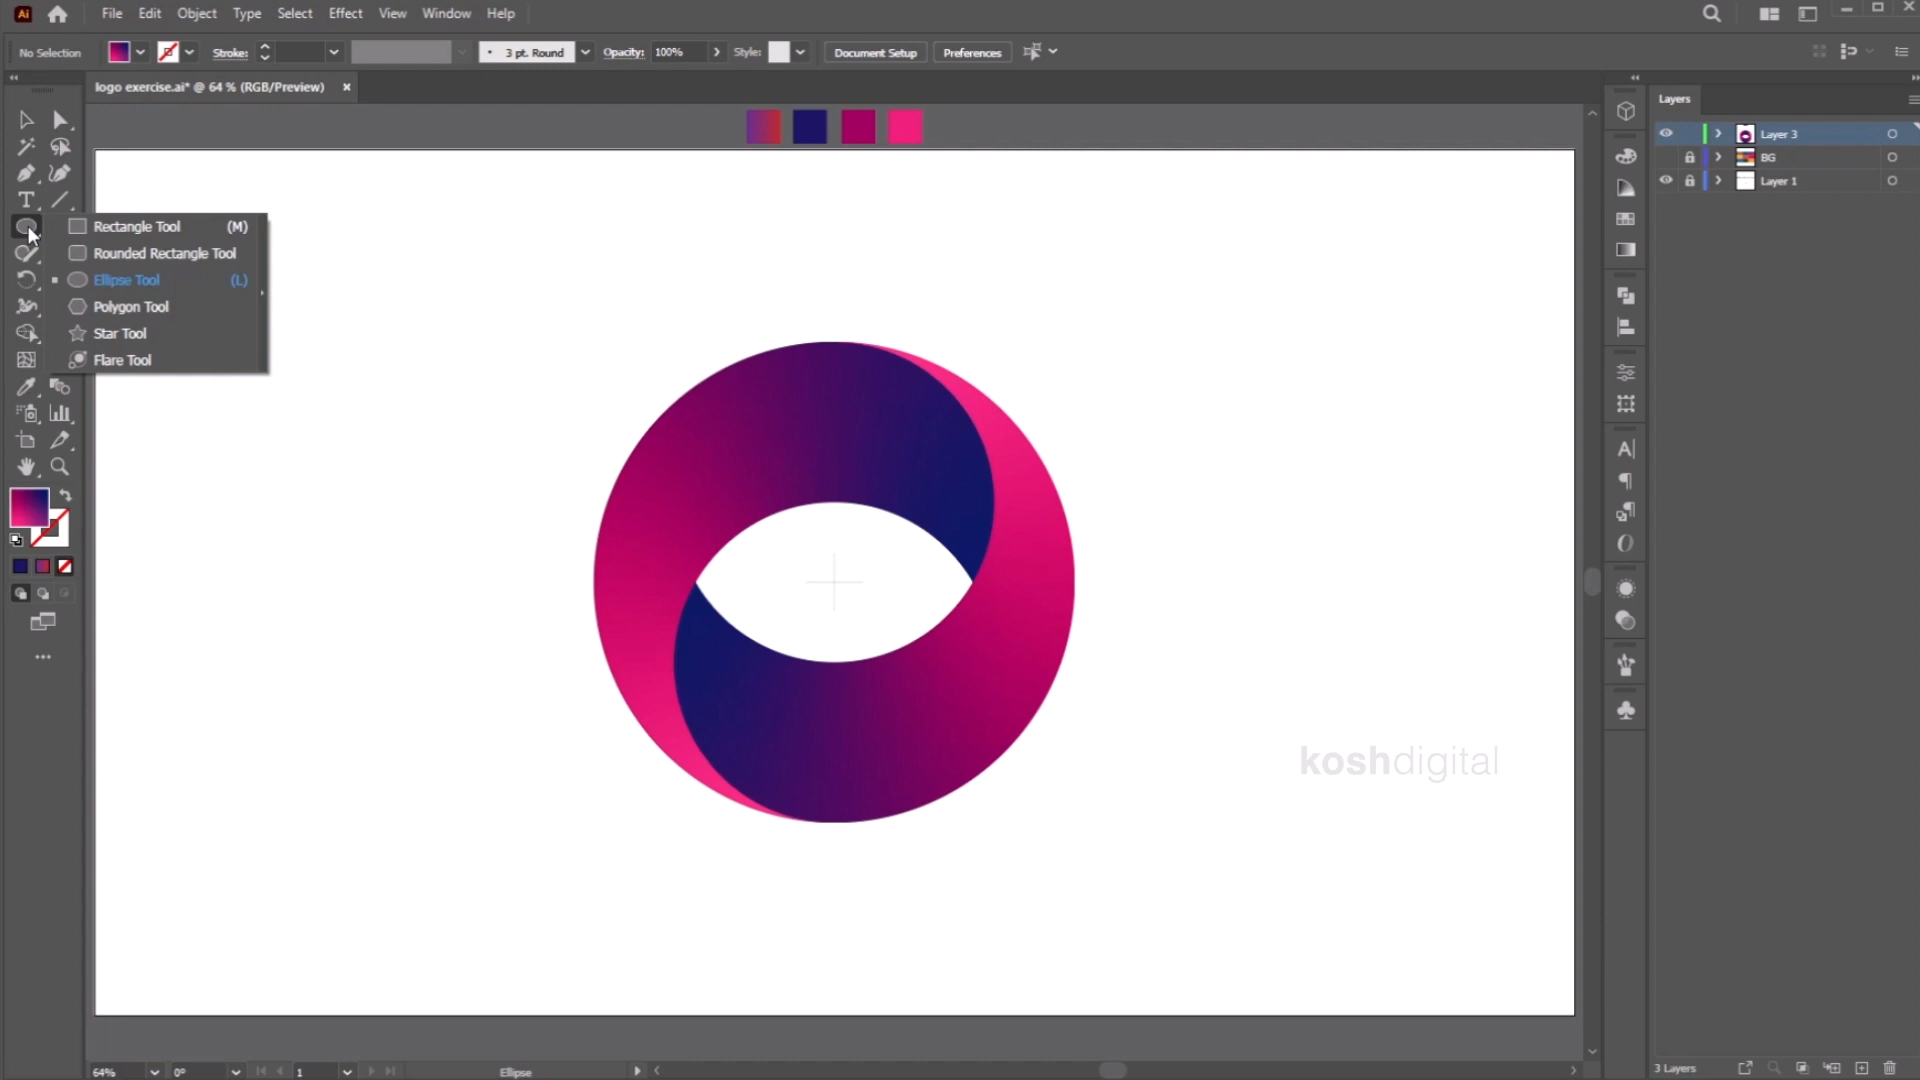 Ai File Edit Object Type Select Effect View Window Help
No Selection Stroke: 3 pt. Round Opacity: 100% Style: Document Setup Preferences
logo exercise.ai* @ 64 % (RGB/Preview)
Layers
Layer 3
BG
Layer 1
Rectangle Tool (M)
Rounded Rectangle Tool
Ellipse Tool (L)
Polygon Tool
Star Tool
Flare Tool
koshdigital
64% 0° 1 Ellipse
3 Layers